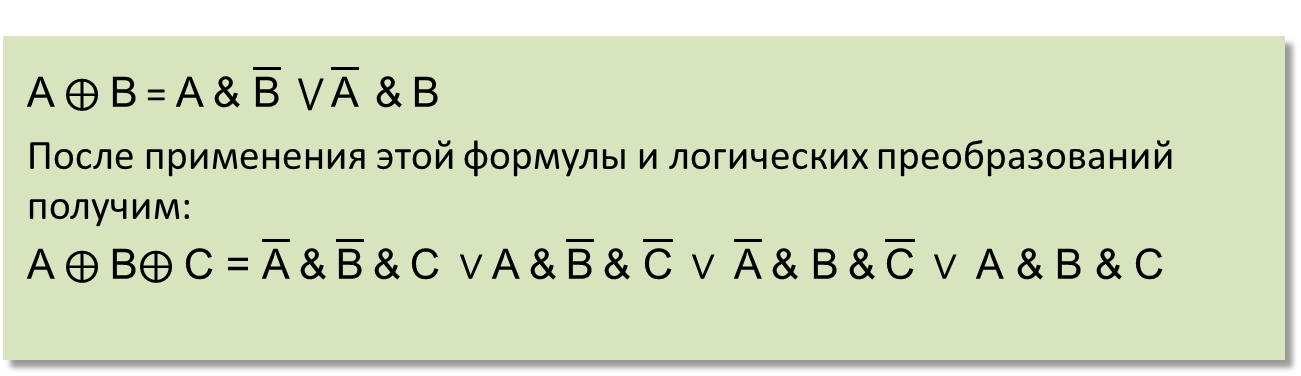 A ⊕ B = A & B̅ ⋁ A̅ & B
После применения этой формулы и логических преобразований
получим:
A ⊕ B⊕ C = A̅ & B̅ & C ∨ A & B̅ & C̅ ∨ A̅ & B & C̅ ∨ A & B & C